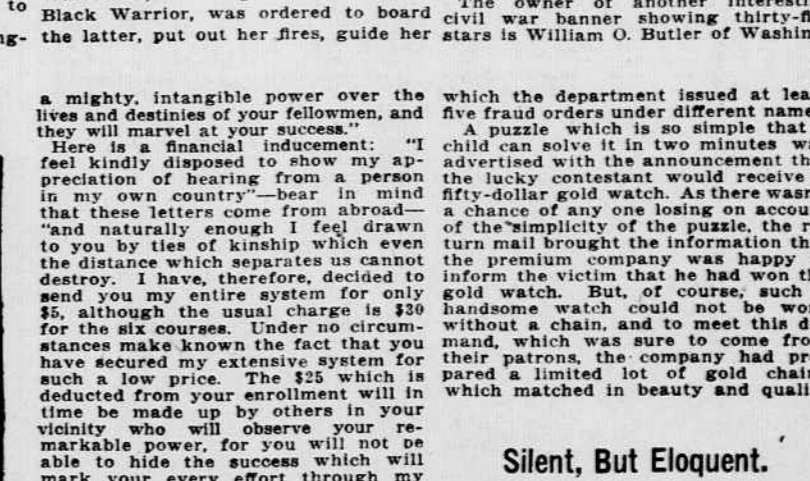 to
ng-
Black Warrior, was ordered to board
the latter, put out her fires, guide her
a mighty, intangible power over the
lives and destinies of your fellowmen, and
they will marvel at your success."
Here is a financial inducement: "I
feel kindly disposed to show my ap-
preciation of hearing from a person
in my own country"—bear in mind
that these letters come from abroad—
"and naturally enough I feel drawn
to you by ties of kinship which even
the distance which separates us cannot
destroy. I have, therefore, decided to
send you my entire system for only
$5, although the usual charge is $30
for the six courses. Under no circum-
stances make known the fact that you
have secured my extensive system for
such a low price. The $25 which is
deducted from your enrollment will in
time be made up by others in your
vicinity who will observe your re-
markable power, for you will not be
able to hide the success which will
mark your every effort through my
The owner of another interesti
civil war banner showing thirty-f
stars is William O. Butler of Washin
which the department issued at lea
five fraud orders under different name
A puzzle which is so simple that
child can solve it in two minutes w
advertised with the announcement th
the lucky contestant would receive
fifty-dollar gold watch. As there wasn
a chance of any one losing on accou
of the simplicity of the puzzle, the r
turn mail brought the information th
the premium company was happy
inform the victim that he had won th
gold watch. But, of course, such
handsome watch could not be wo
without a chain, and to meet this d
mand, which was sure to come fro
their patrons, the company had pr
pared a limited lot of gold chain
which matched in beauty and quali
Silent, But Eloquent.